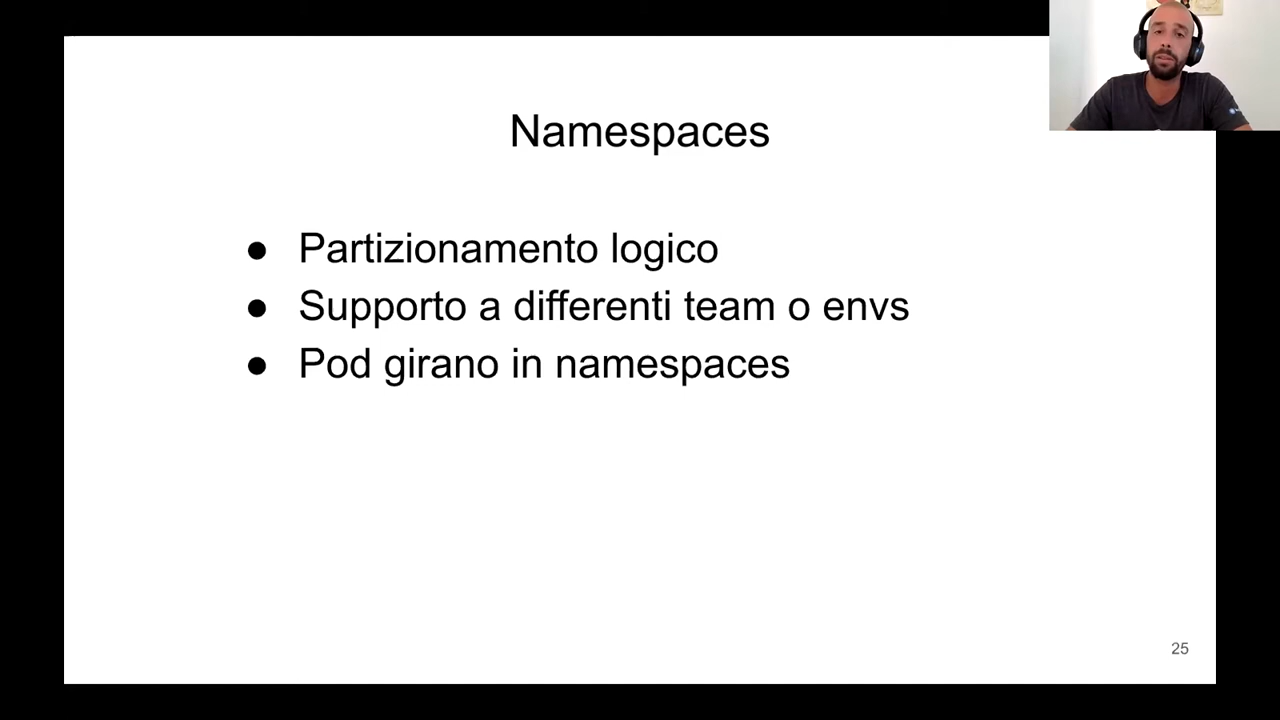 Namespaces
● Partizionamento logico
● Supporto a differenti team o envs
● Pod girano in namespaces
25